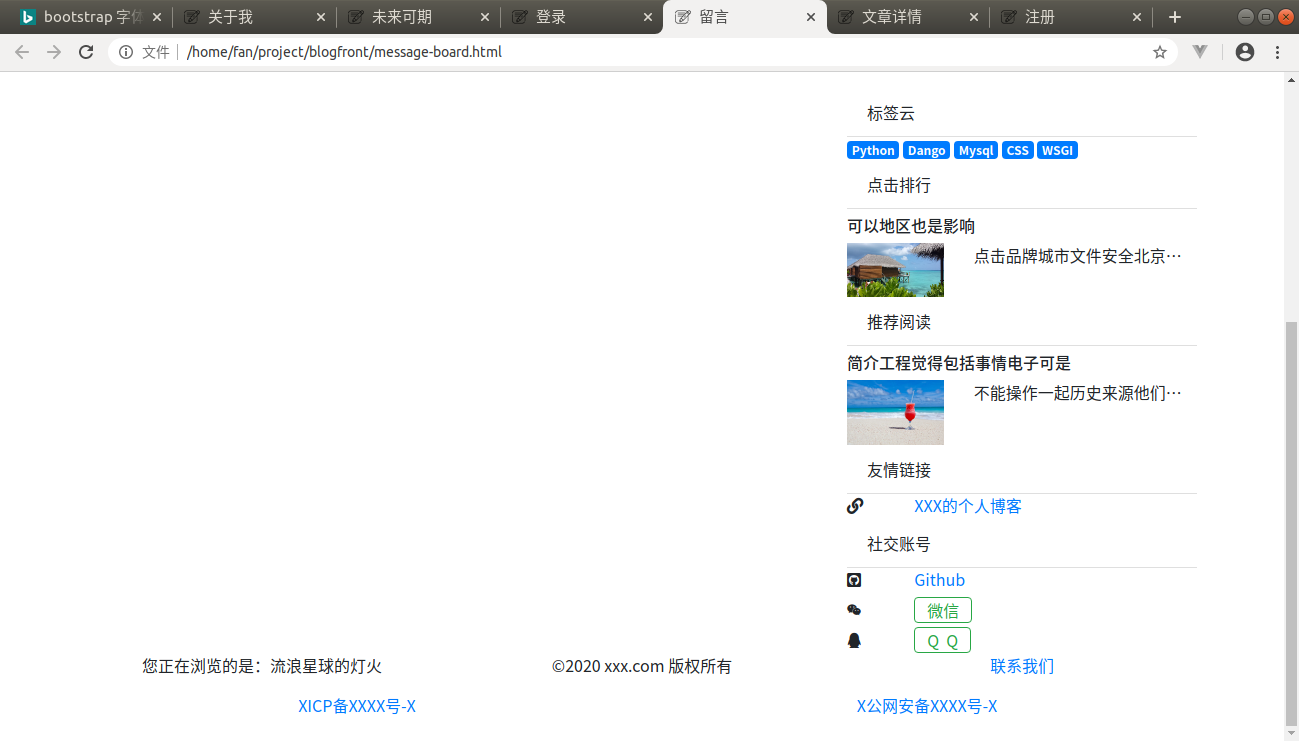 bootstrap 字体
关于我
未来可期
登录
留言
文章详情
注册
文件 /home/fan/project/blogfront/message-board.html
标签云
Python Dango Mysql CSS WSGI
点击排行
可以地区也是影响
点击品牌城市文件安全北京…
推荐阅读
简介工程觉得包括事情电子可是
不能操作一起历史来源他们…
友情链接
XXX的个人博客
社交账号
Github
微信
Q Q
您正在浏览的是：流浪星球的灯火 ©2020 xxx.com 版权所有 联系我们
XICP备XXXX号-X X公网安备XXXX号-X